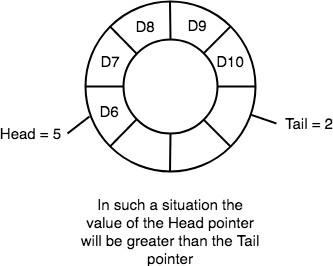 D8 D9
D7 D10
D6
Head = 5
Tail = 2
In such a situation the
value of the Head pointer
will be greater than the Tail
pointer